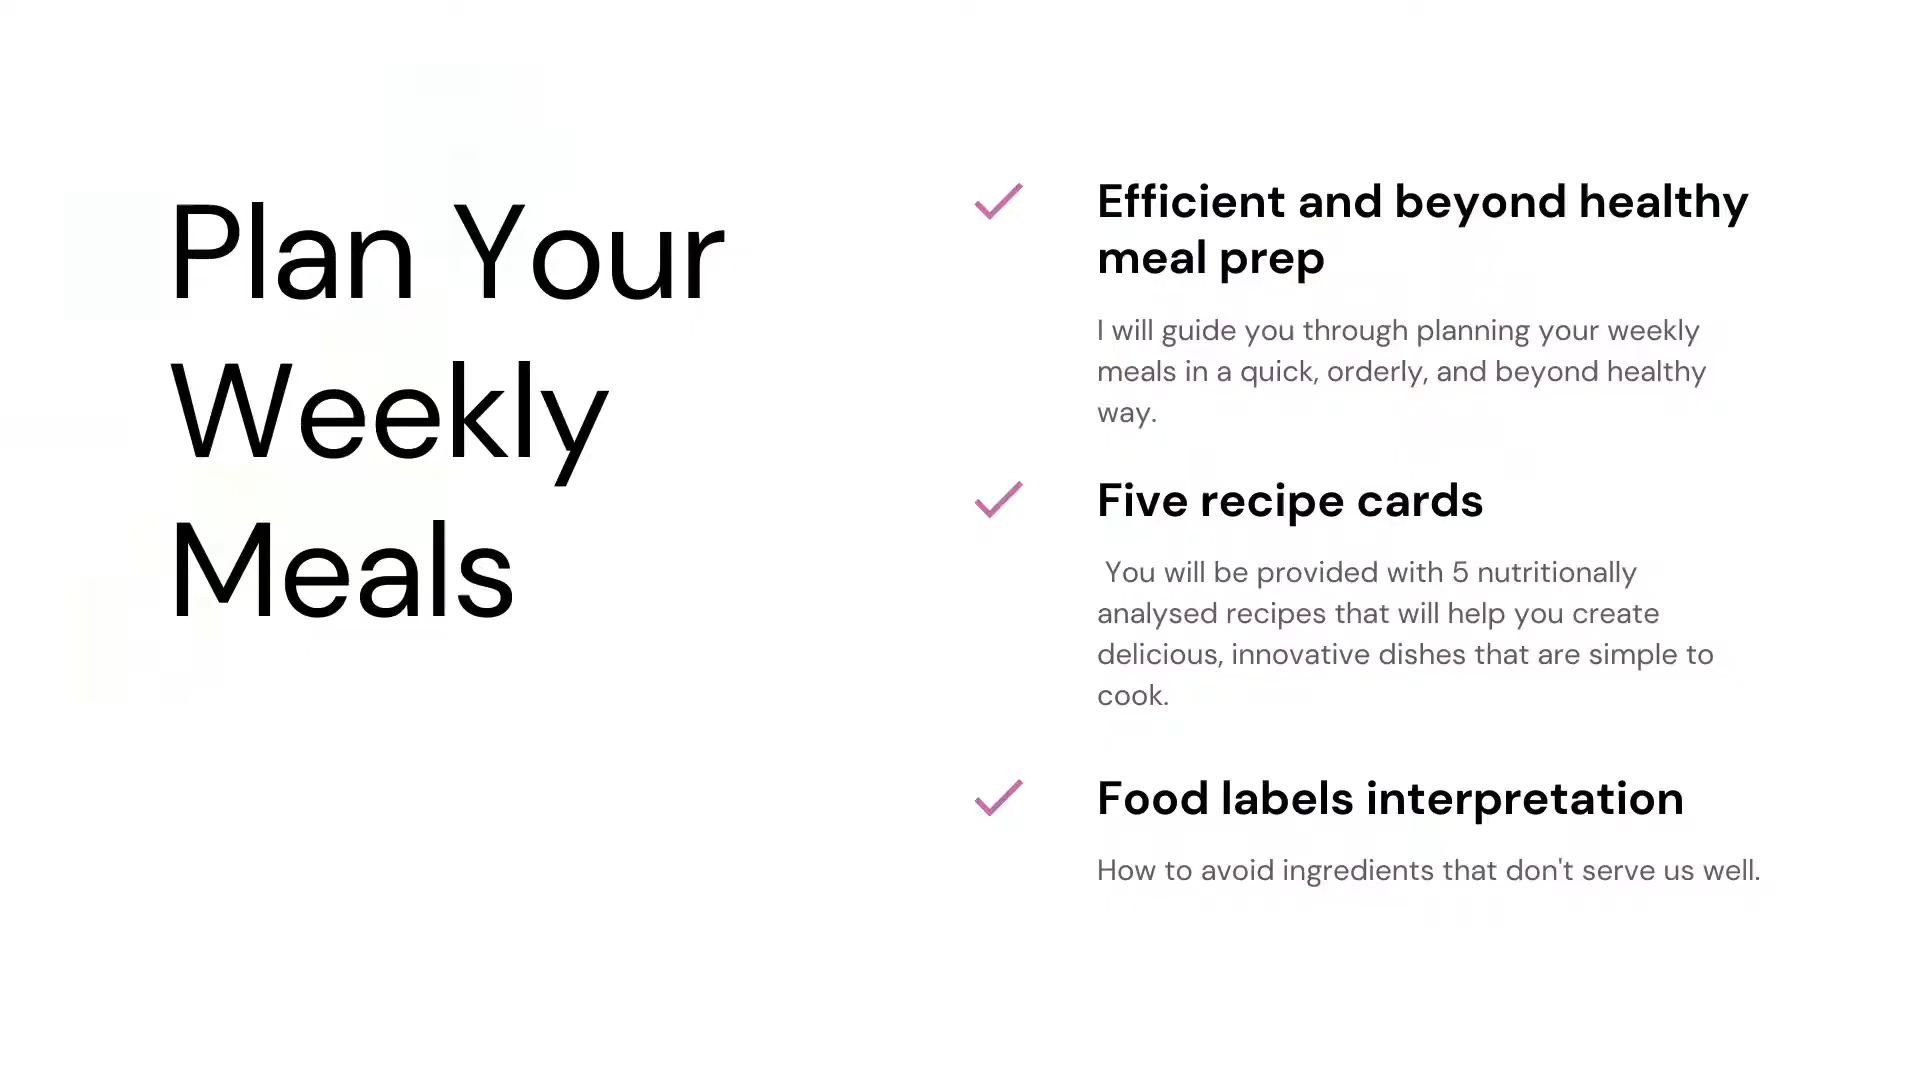 Plan Your
Weekly
Meals
Efficient and beyond healthy
meal prep
I will guide you through planning your weekly
meals in a quick, orderly, and beyond healthy
way.
Five recipe cards
You will be provided with 5 nutritionally
analysed recipes that will help you create
delicious, innovative dishes that are simple to
cook.
Food labels interpretation
How to avoid ingredients that don't serve us well.